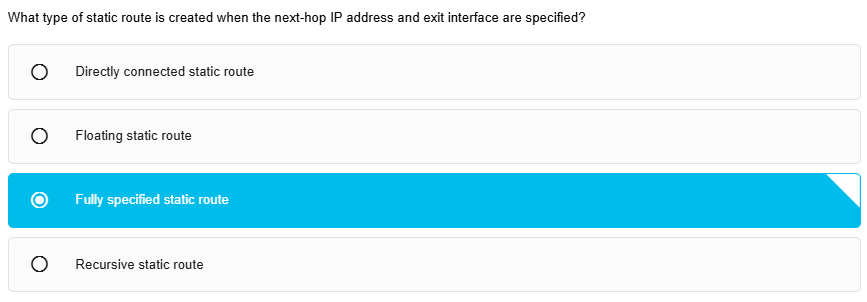 What type of static route is created when the next-hop IP address and exit interface are specified?
Directly connected static route
Floating static route
Fully specified static route
Recursive static route